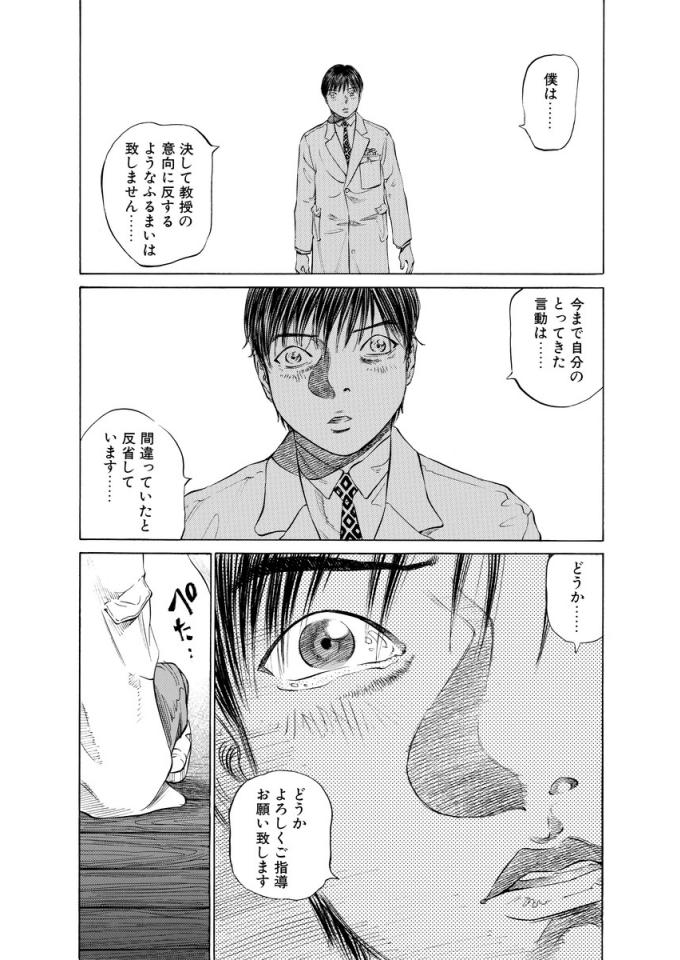 僕は……
決して教授の
意向に反する
ようなふるまいは
致しません……
今まで自分の
とってきた
言動は……
間違っていたと
反省して
います……
どうか……
どうか
よろしくご指導
お願い致します
ペた…